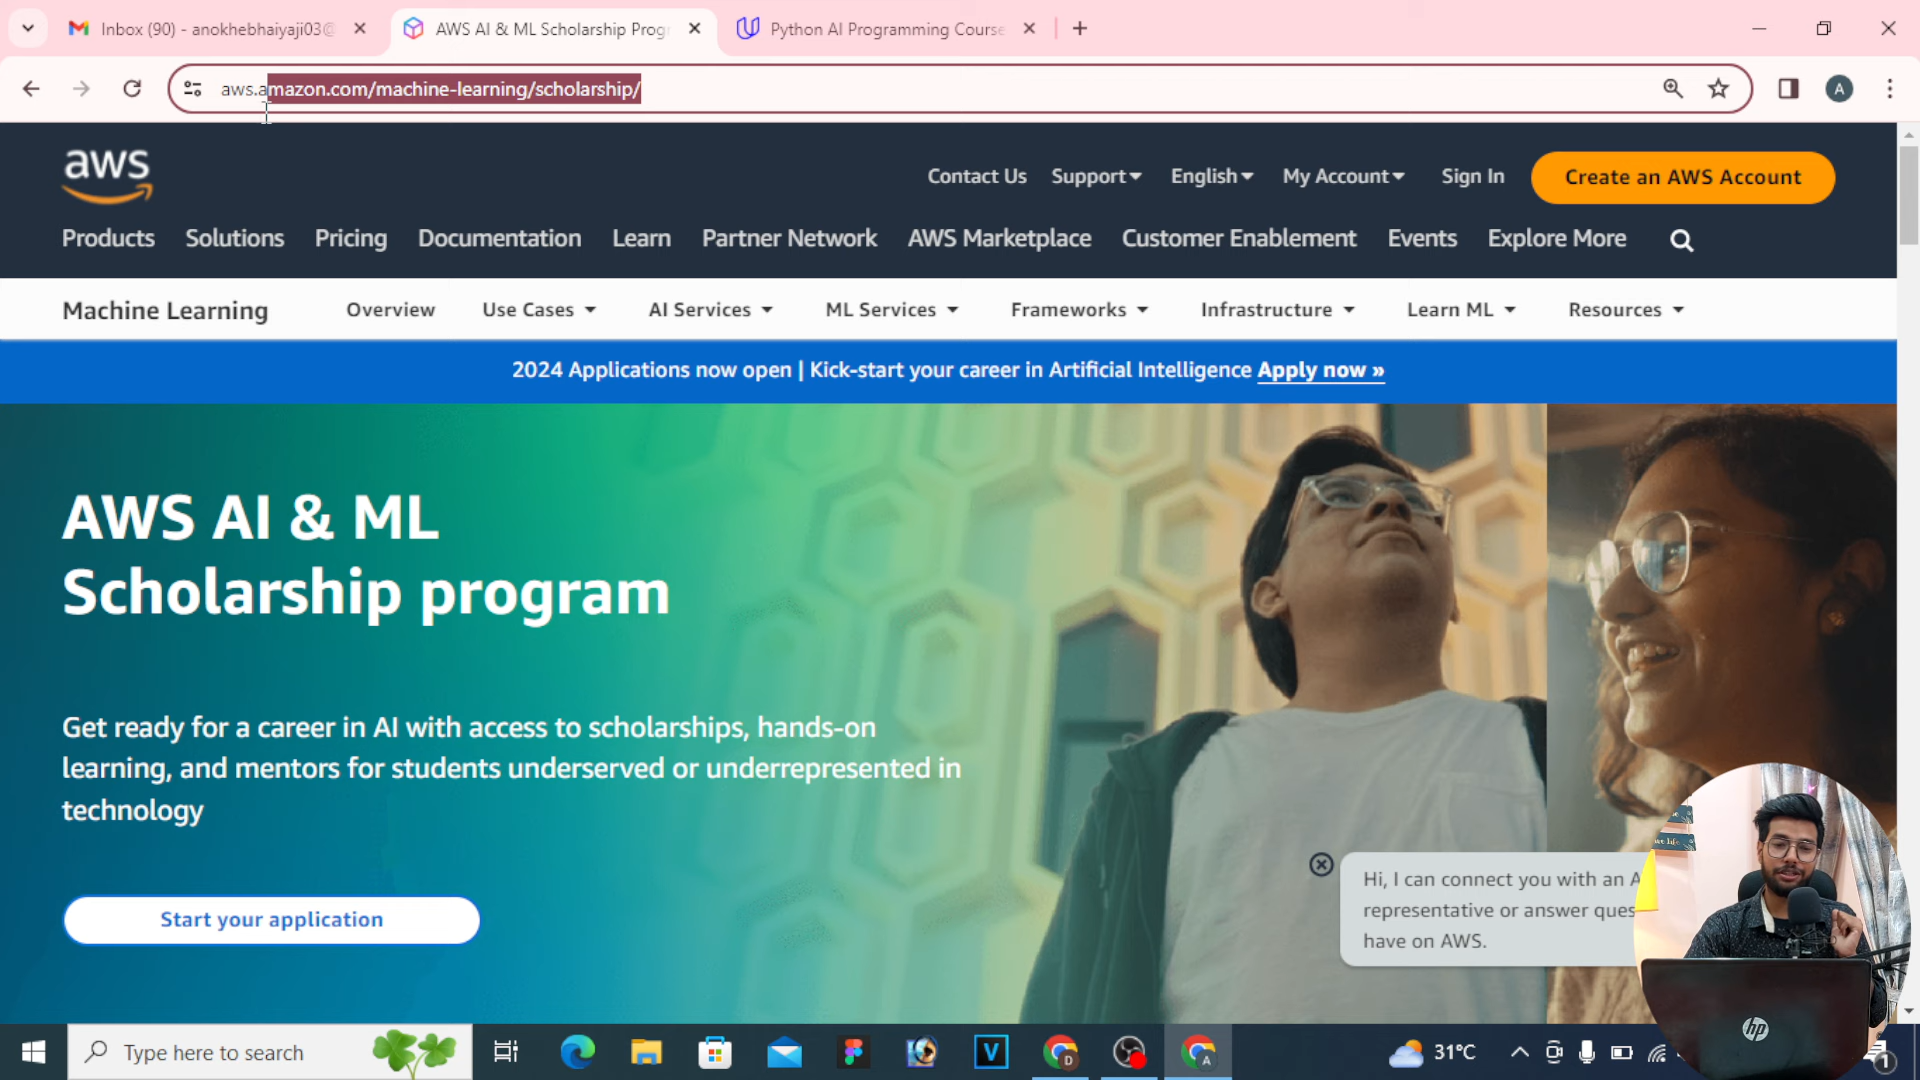 Inbox (90) - anokhebhaiyaji03@
AWS AI & ML Scholarship Progr
Python AI Programming Course
aws.amazon.com/machine-learning/scholarship/
A
aws
Contact Us
Support
English
My Account
Sign In
Create an AWS Account
Products
Solutions
Pricing
Documentation
Learn
Partner Network
AWS Marketplace
Customer Enablement
Events
Explore More
Machine Learning
Overview
Use Cases
AI Services
ML Services
Frameworks
Infrastructure
Learn ML
Resources
2024 Applications now open | Kick-start your career in Artificial Intelligence Apply now »
AWS AI & ML
Scholarship program
Get ready for a career in AI with access to scholarships, hands-on
learning, and mentors for students underserved or underrepresented in
technology
Start your application
Hi, I can connect you with an A
representative or answer ques
have on AWS.
hp
Type here to search
V
D
A
31°C
1